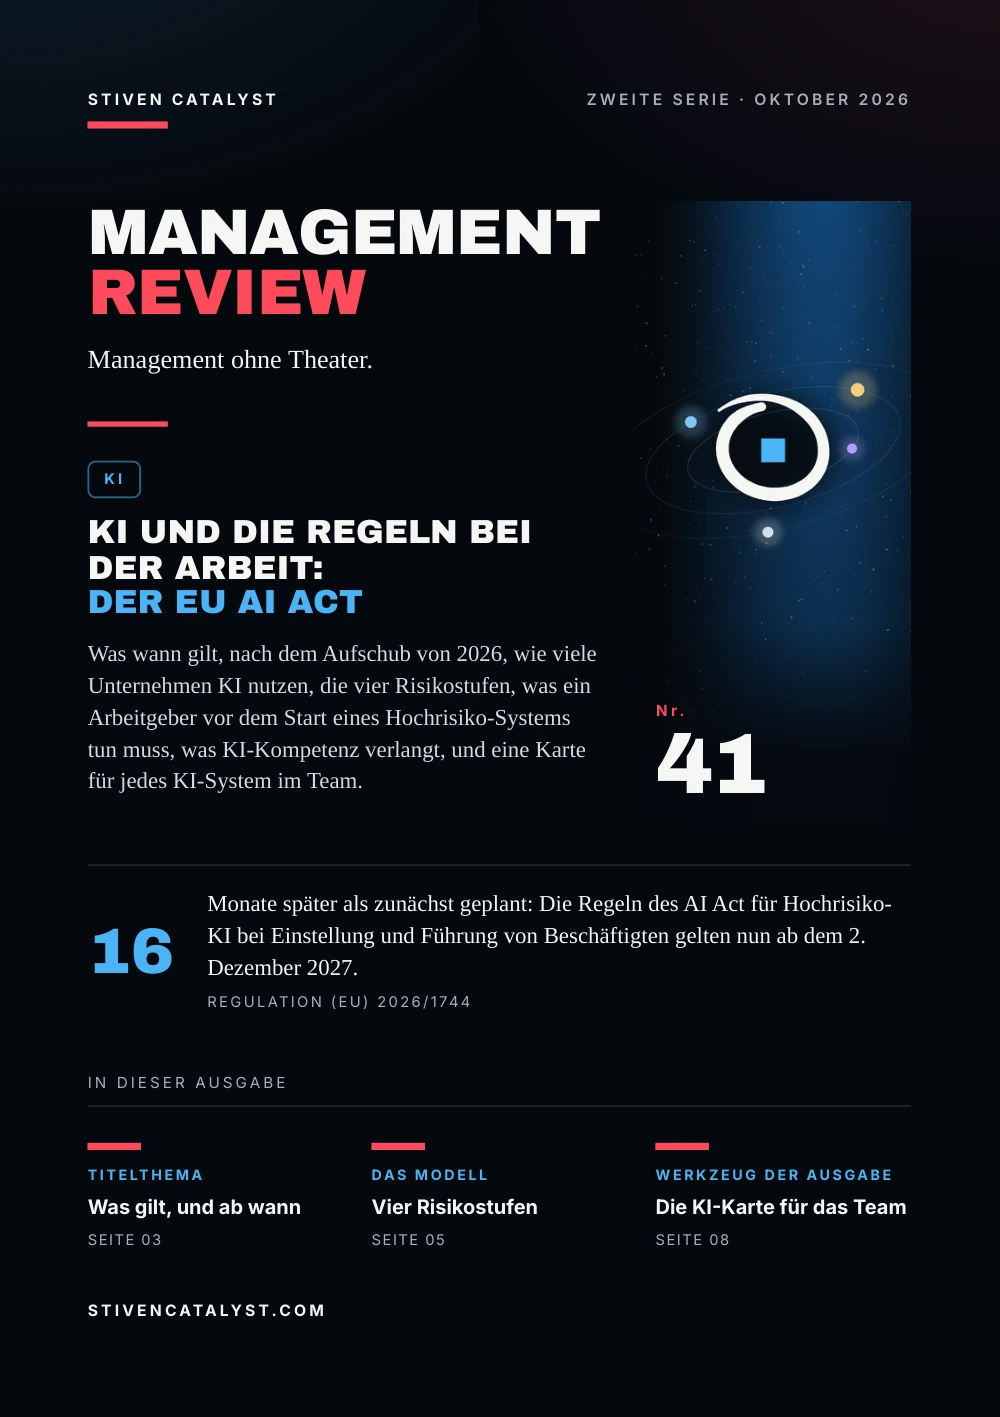 STIVEN CATALYST
ZWEITE SERIE · OKTOBER 2026
MANAGEMENT
REVIEW
Management ohne Theater.
KI
KI UND DIE REGELN BEI
DER ARBEIT:
DER EU AI ACT
Was wann gilt, nach dem Aufschub von 2026, wie viele
Unternehmen KI nutzen, die vier Risikostufen, was ein
Arbeitgeber vor dem Start eines Hochrisiko-Systems
tun muss, was KI-Kompetenz verlangt, und eine Karte
für jedes KI-System im Team.
Nr.
41
16
Monate später als zunächst geplant: Die Regeln des AI Act für Hochrisiko-
KI bei Einstellung und Führung von Beschäftigten gelten nun ab dem 2.
Dezember 2027.
REGULATION (EU) 2026/1744
IN DIESER AUSGABE
TITELTHEMA
Was gilt, und ab wann
SEITE 03
DAS MODELL
Vier Risikostufen
SEITE 05
WERKZEUG DER AUSGABE
Die KI-Karte für das Team
SEITE 08
STIVENCATALYST.COM